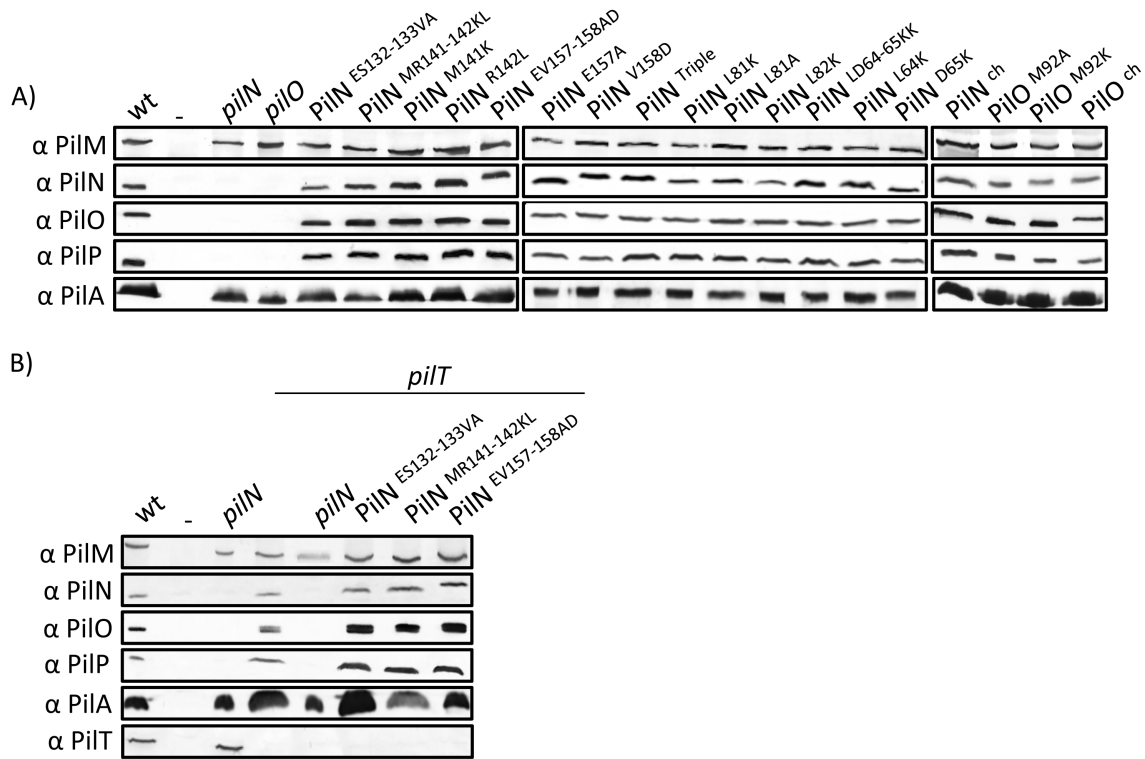 A)
wt - pilN pilO PilN ES132-133VA PilN MR141-142KL PilN M141K PilN R142L PilN EV157-158AD PilN E157A PilN V158D PilN Triple PilN L81K PilN L81A PilN L82K PilN LD64-65KK PilN L64K PilN D65K PilN ch PilO M92A PilO M92K PilO ch
α PilM
α PilN
α PilO
α PilP
α PilA
B)
pilT
wt - pilN pilN PilN ES132-133VA PilN MR141-142KL PilN EV157-158AD
α PilM
α PilN
α PilO
α PilP
α PilA
α PilT